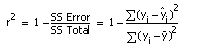 r² = 1 − SS Error / SS Total = 1 − Σ(yᵢ − ŷᵢ)² / Σ(yᵢ − ȳ)²